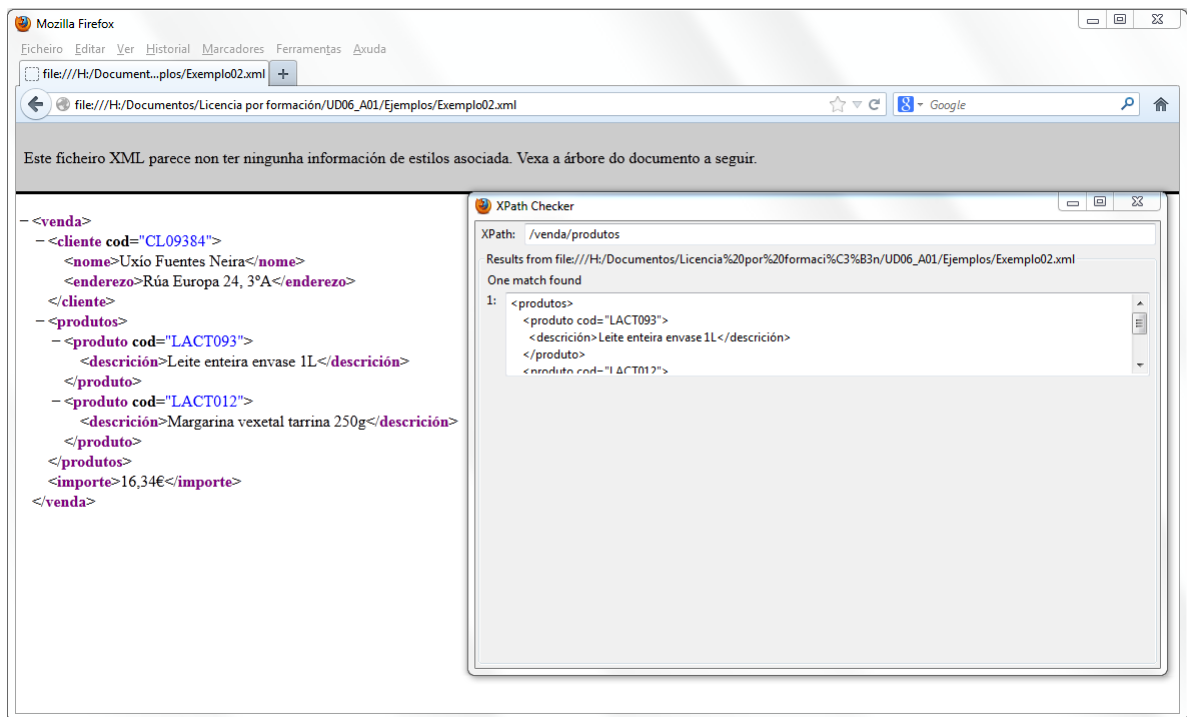 Mozilla Firefox
Ficheiro Editar Ver Historial Marcadores Ferramentas Axuda
file:///H:/Document...plos/Exemplo02.xml +
file:///H:/Documentos/Licencia por formación/UD06_A01/Ejemplos/Exemplo02.xml
8 Google
Este ficheiro XML parece non ter ningunha información de estilos asociada. Vexa a árbore do documento a seguir.
− <venda>
− <cliente cod="CL09384">
<nome>Uxío Fuentes Neira</nome>
<enderezo>Rúa Europa 24, 3ºA</enderezo>
</cliente>
− <produtos>
− <produto cod="LACT093">
<descrición>Leite enteira envase 1L</descrición>
</produto>
− <produto cod="LACT012">
<descrición>Margarina vexetal tarrina 250g</descrición>
</produto>
</produtos>
<importe>16,34€</importe>
</venda>
XPath Checker
XPath: /venda/produtos
Results from file:///H:/Documentos/Licencia%20por%20formaci%C3%B3n/UD06_A01/Ejemplos/Exemplo02.xml
One match found
1: <produtos>
<produto cod="LACT093">
<descrición>Leite enteira envase 1L</descrición>
</produto>
<produto cod="LACT012">